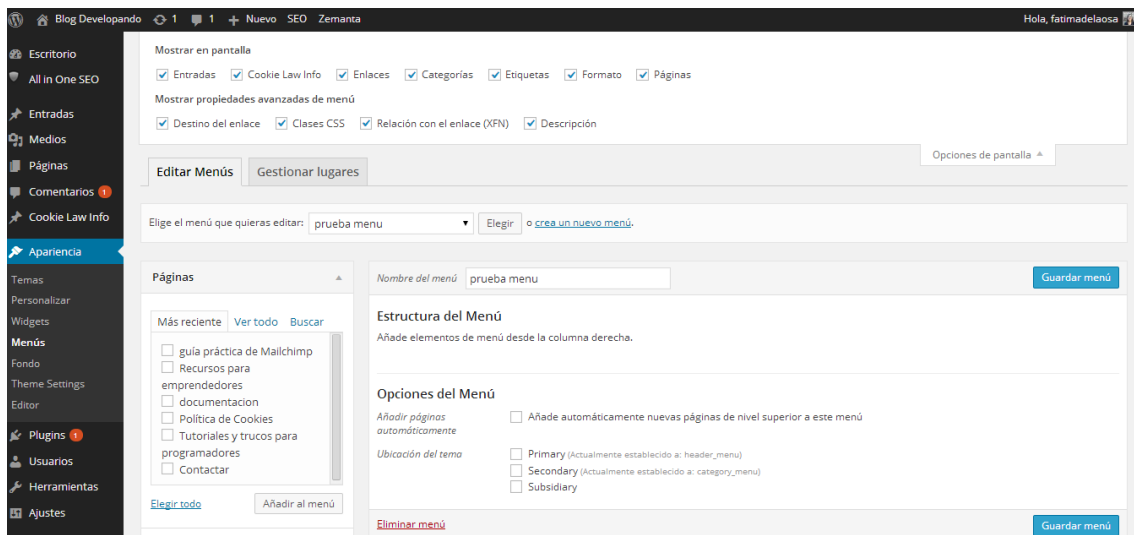 Blog Developando 1 1 + Nuevo SEO Zemanta Hola, fatimadelaosa
Escritorio
All in One SEO
Entradas
Medios
Páginas
Comentarios 1
Cookie Law Info
Apariencia
Temas
Personalizar
Widgets
Menús
Fondo
Theme Settings
Editor
Plugins 1
Usuarios
Herramientas
Ajustes
Mostrar en pantalla
Entradas Cookie Law Info Enlaces Categorías Etiquetas Formato Páginas
Mostrar propiedades avanzadas de menú
Destino del enlace Clases CSS Relación con el enlace (XFN) Descripción
Opciones de pantalla
Editar Menús Gestionar lugares
Elige el menú que quieras editar: prueba menu Elegir o crea un nuevo menú.
Páginas
Más reciente Ver todo Buscar
guía práctica de Mailchimp
Recursos para
emprendedores
documentacion
Política de Cookies
Tutoriales y trucos para
programadores
Contactar
Elegir todo Añadir al menú
Nombre del menú prueba menu Guardar menú
Estructura del Menú
Añade elementos de menú desde la columna derecha.
Opciones del Menú
Añadir páginas
automáticamente
Añade automáticamente nuevas páginas de nivel superior a este menú
Ubicación del tema
Primary (Actualmente establecido a: header_menu)
Secondary (Actualmente establecido a: category_menu)
Subsidiary
Eliminar menú Guardar menú